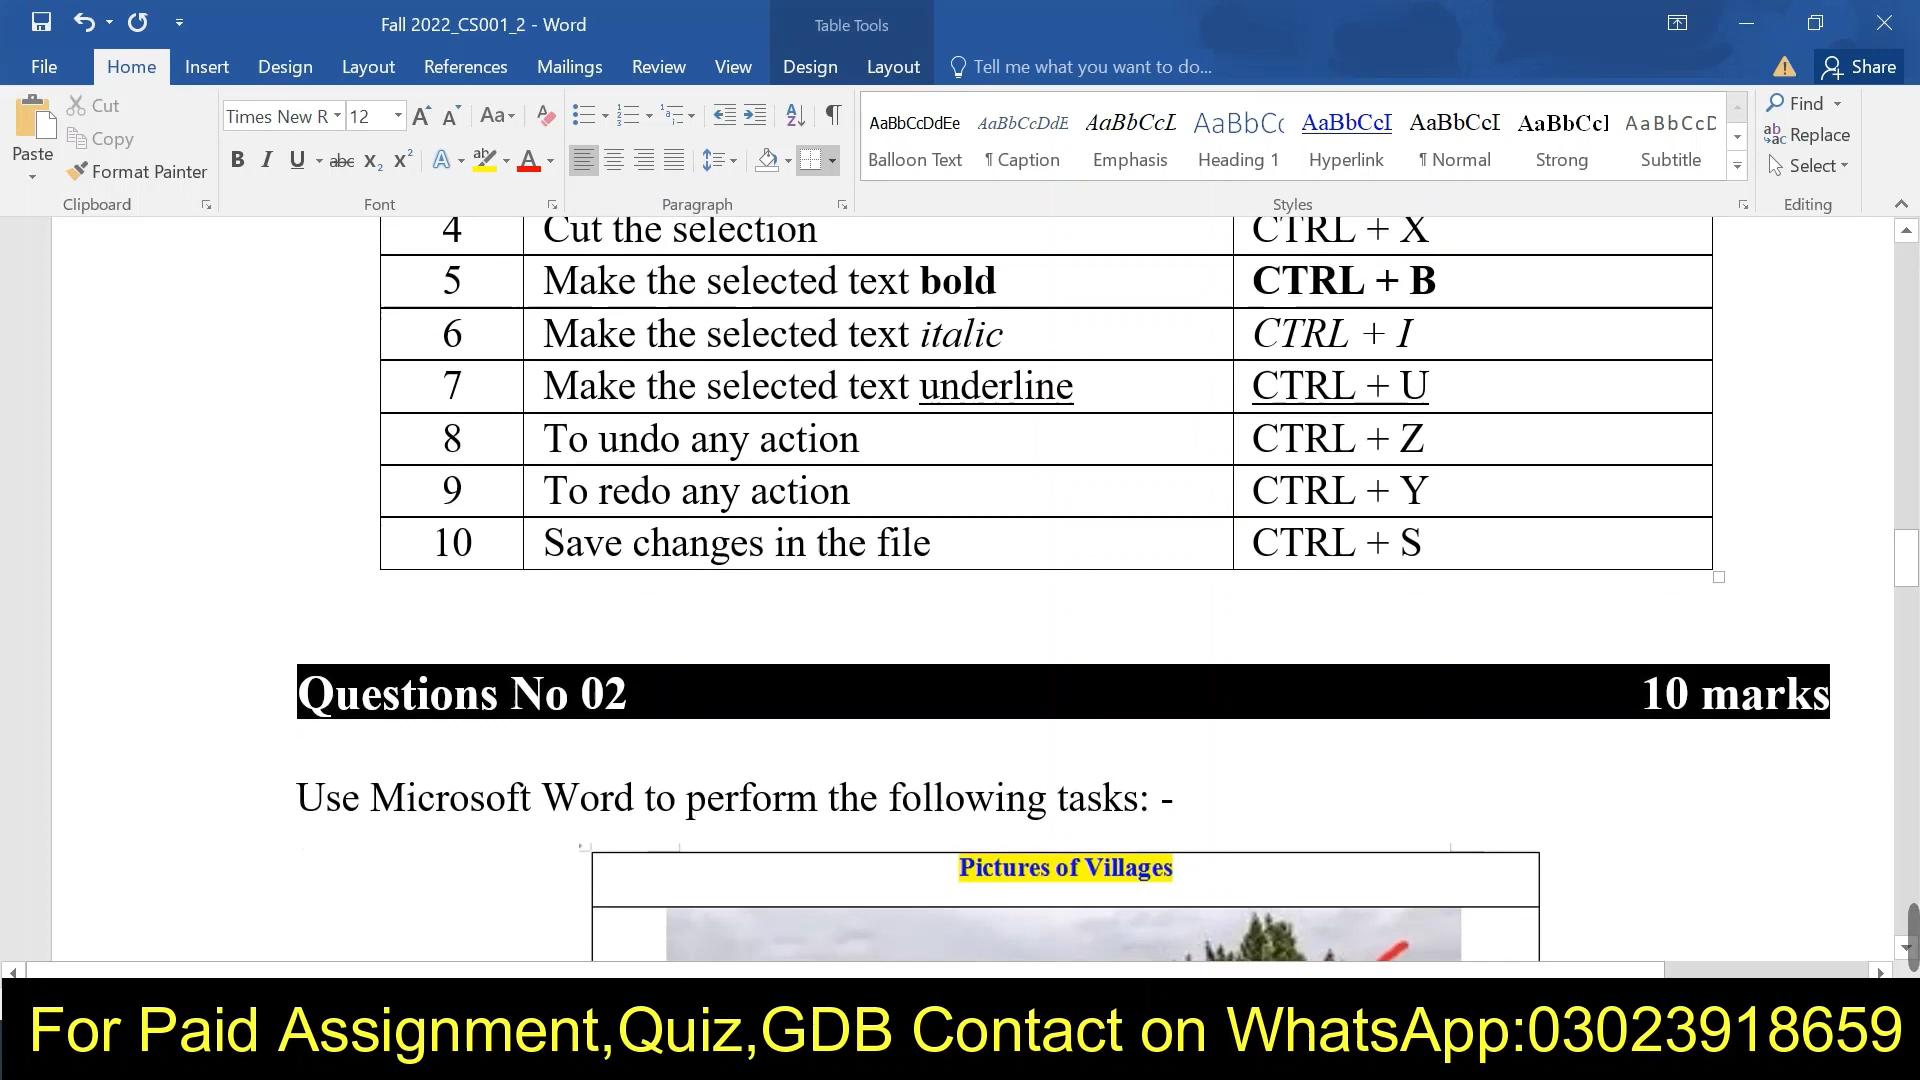 Fall 2022_CS001_2 - Word
Table Tools
File Home Insert Design Layout References Mailings Review View Design Layout Tell me what you want to do... Share
Paste
Cut
Copy
Format Painter
Clipboard
Times New R 12
Aa
B I U abc X₂ X² A ab A
Font
Paragraph
AaBbCcDdEe AaBbCcDdE AaBbCcL AaBbCc AaBbCcI AaBbCcI AaBbCcI AaBbCcD
Balloon Text ¶ Caption Emphasis Heading 1 Hyperlink ¶ Normal Strong Subtitle
Styles
Find
Replace
Select
Editing
4 Cut the selection CTRL + X
5 Make the selected text bold CTRL + B
6 Make the selected text italic CTRL + I
7 Make the selected text underline CTRL + U
8 To undo any action CTRL + Z
9 To redo any action CTRL + Y
10 Save changes in the file CTRL + S
Questions No 02 10 marks
Use Microsoft Word to perform the following tasks: -
Pictures of Villages
For Paid Assignment,Quiz,GDB Contact on WhatsApp:03023918659